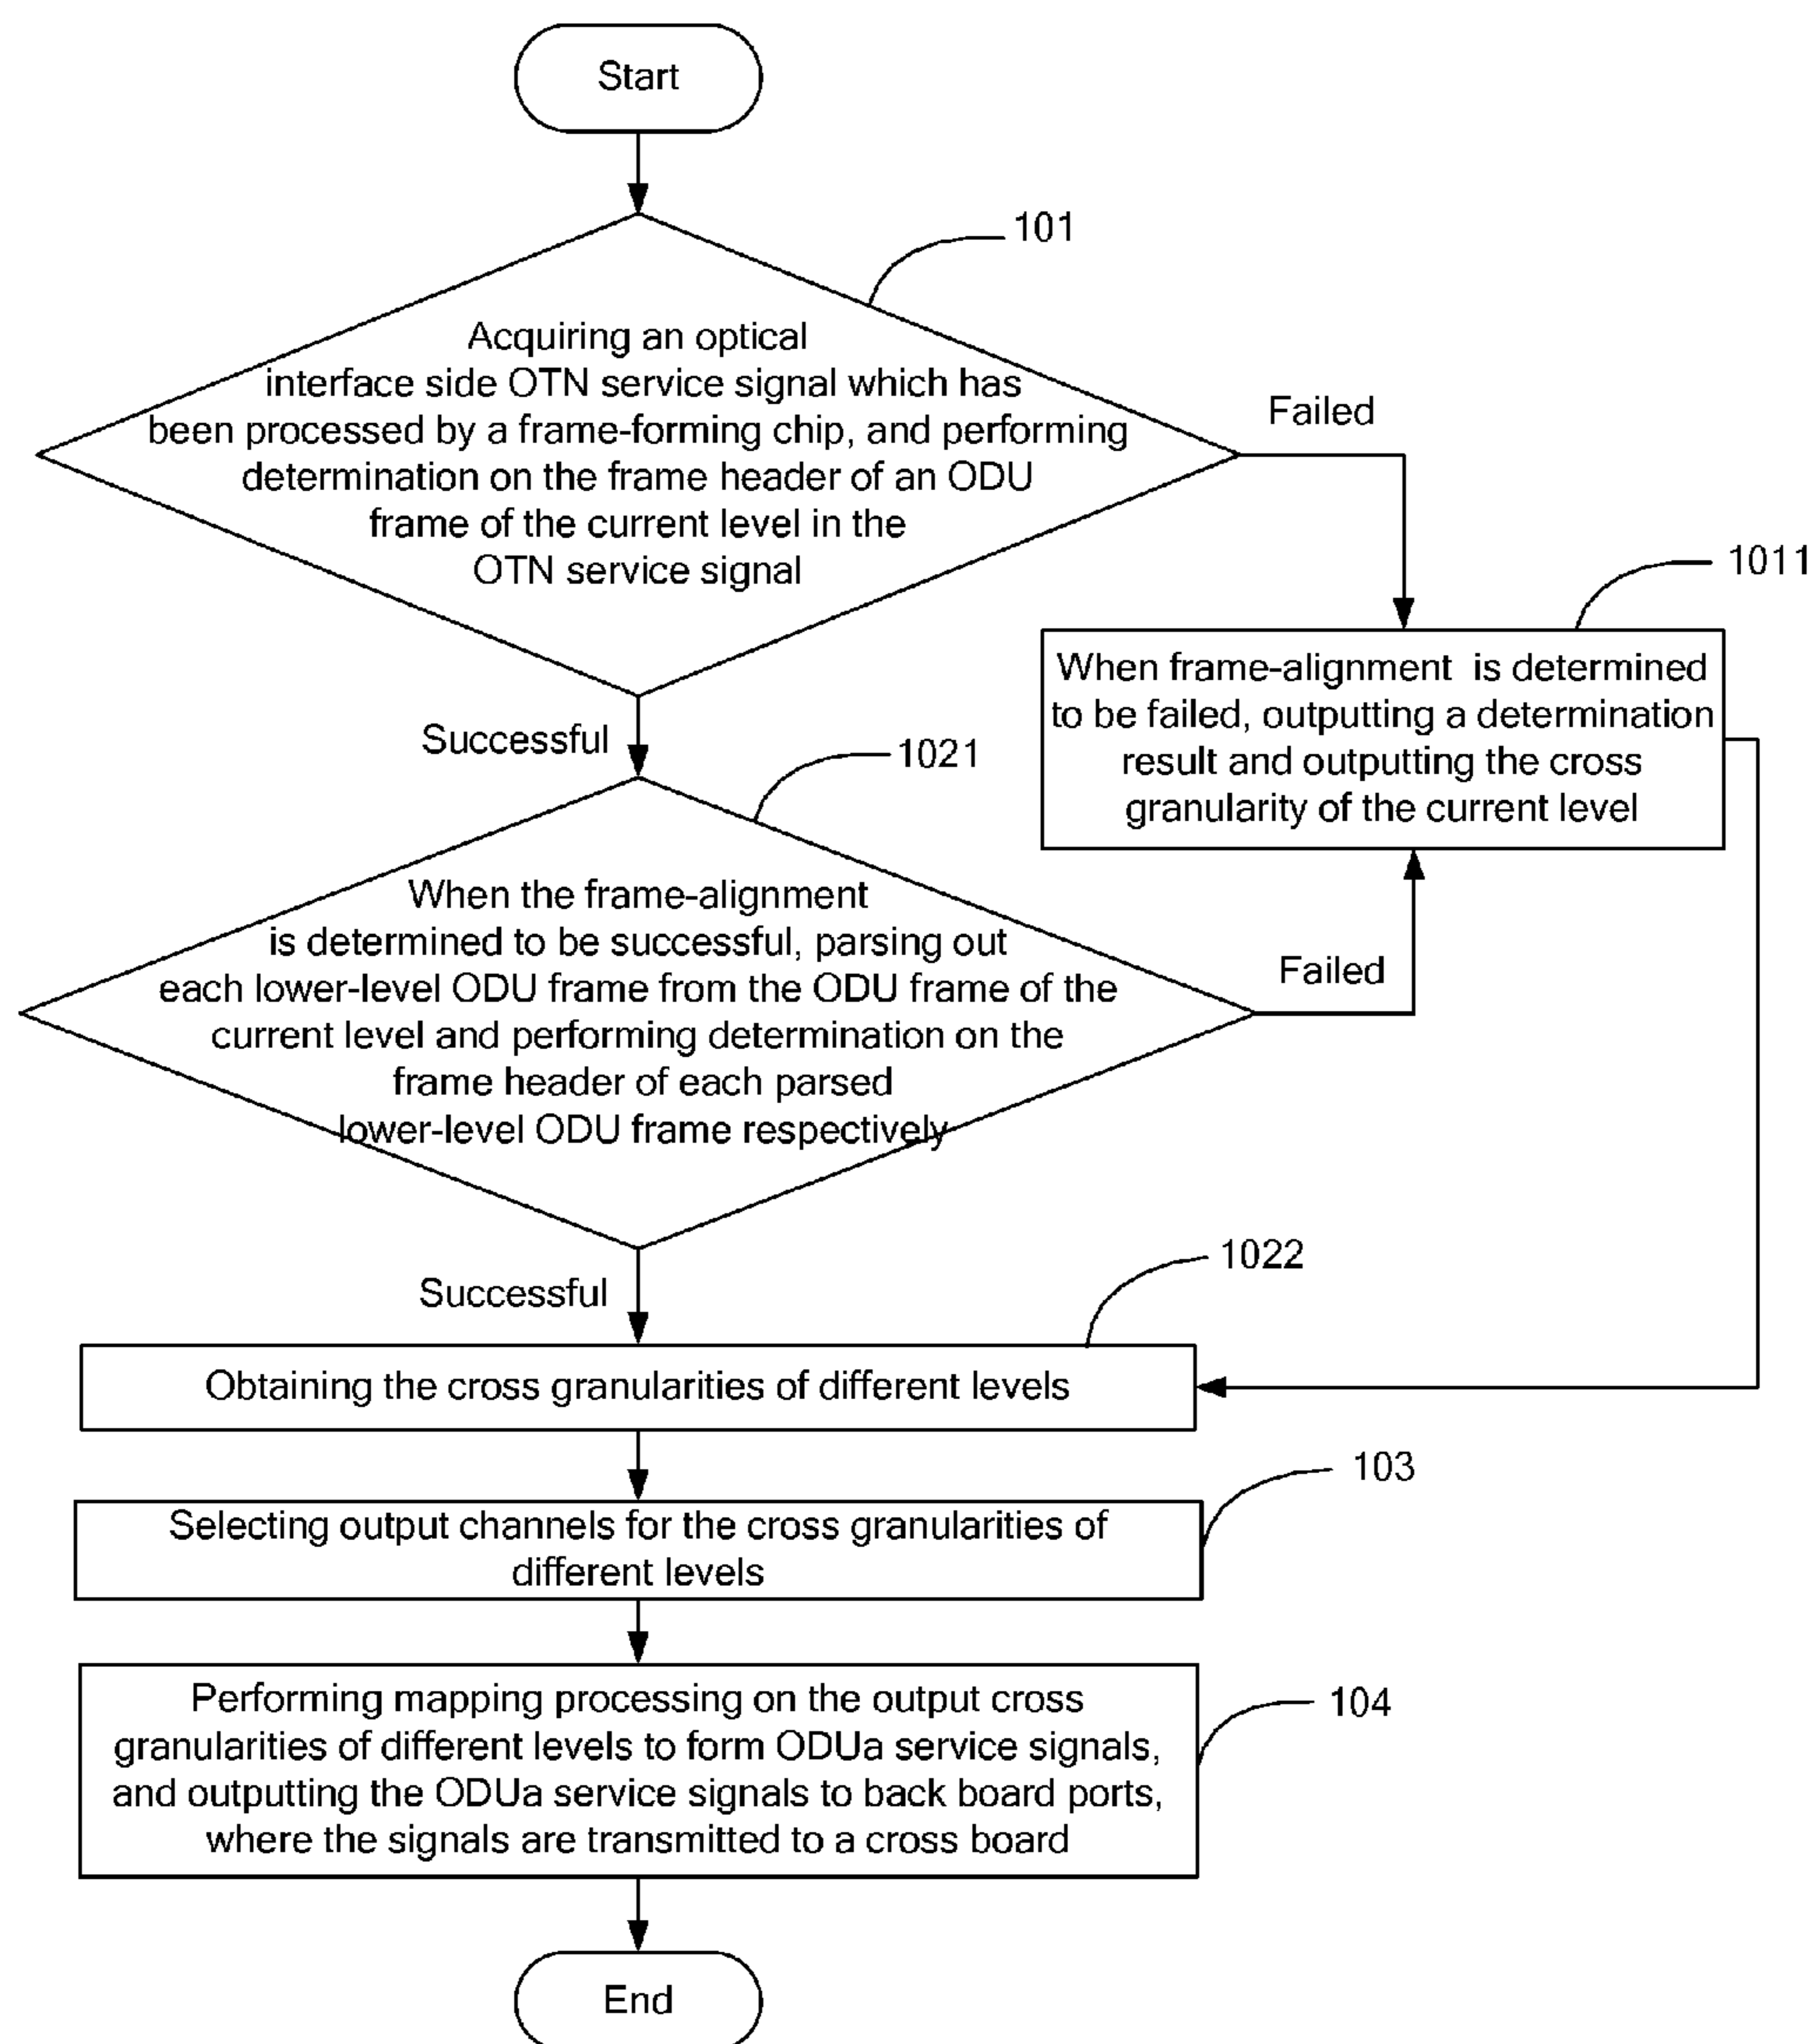 Start
101
Acquiring an optical
interface side OTN service signal which has
been processed by a frame-forming chip, and performing
determination on the frame header of an ODU
frame of the current level in the
OTN service signal
Failed
1011
When frame-alignment is determined
to be failed, outputting a determination
result and outputting the cross
granularity of the current level
Successful
1021
When the frame-alignment
is determined to be successful, parsing out
each lower-level ODU frame from the ODU frame of the
current level and performing determination on the
frame header of each parsed
lower-level ODU frame respectively
Failed
Successful
1022
Obtaining the cross granularities of different levels
103
Selecting output channels for the cross granularities of
different levels
104
Performing mapping processing on the output cross
granularities of different levels to form ODUa service signals,
and outputting the ODUa service signals to back board ports,
where the signals are transmitted to a cross board
End